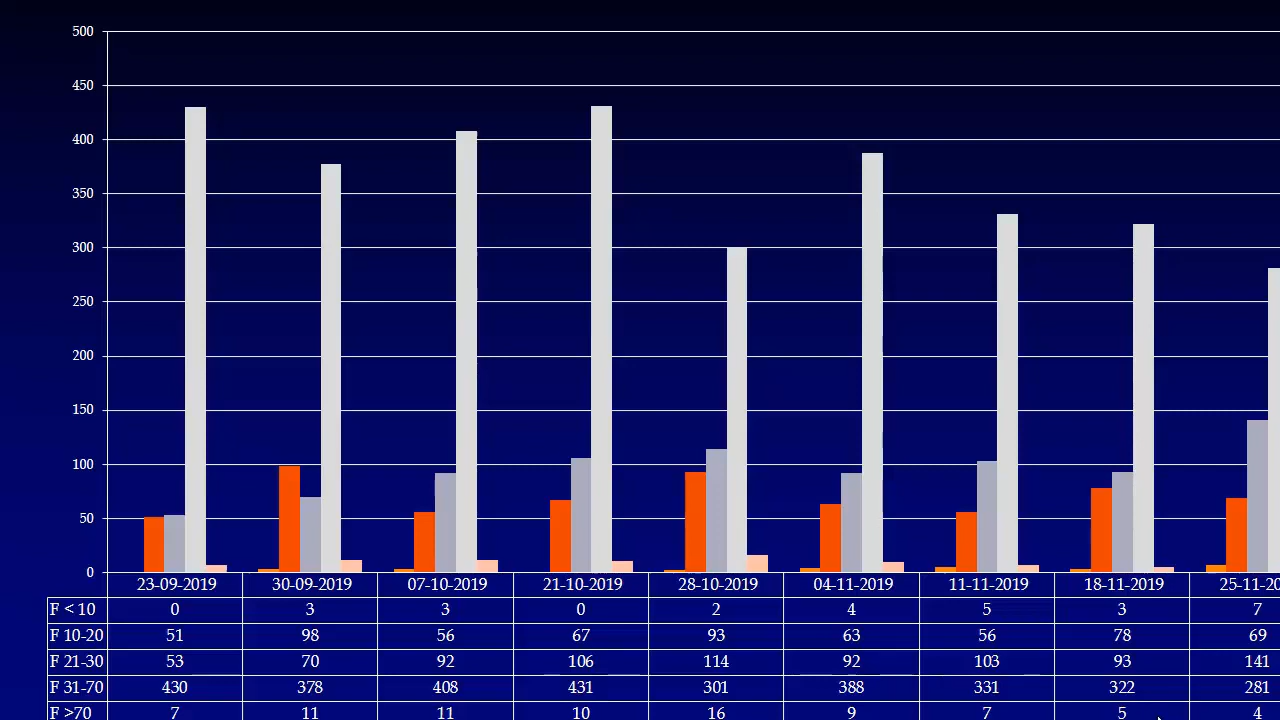 500
450
400
350
300
250
200
150
100
50
0
23-09-2019 30-09-2019 07-10-2019 21-10-2019 28-10-2019 04-11-2019 11-11-2019 18-11-2019 25-11-20
F < 10 0 3 3 0 2 4 5 3 7
F 10-20 51 98 56 67 93 63 56 78 69
F 21-30 53 70 92 106 114 92 103 93 141
F 31-70 430 378 408 431 301 388 331 322 281
F >70 7 11 11 10 16 9 7 5 4